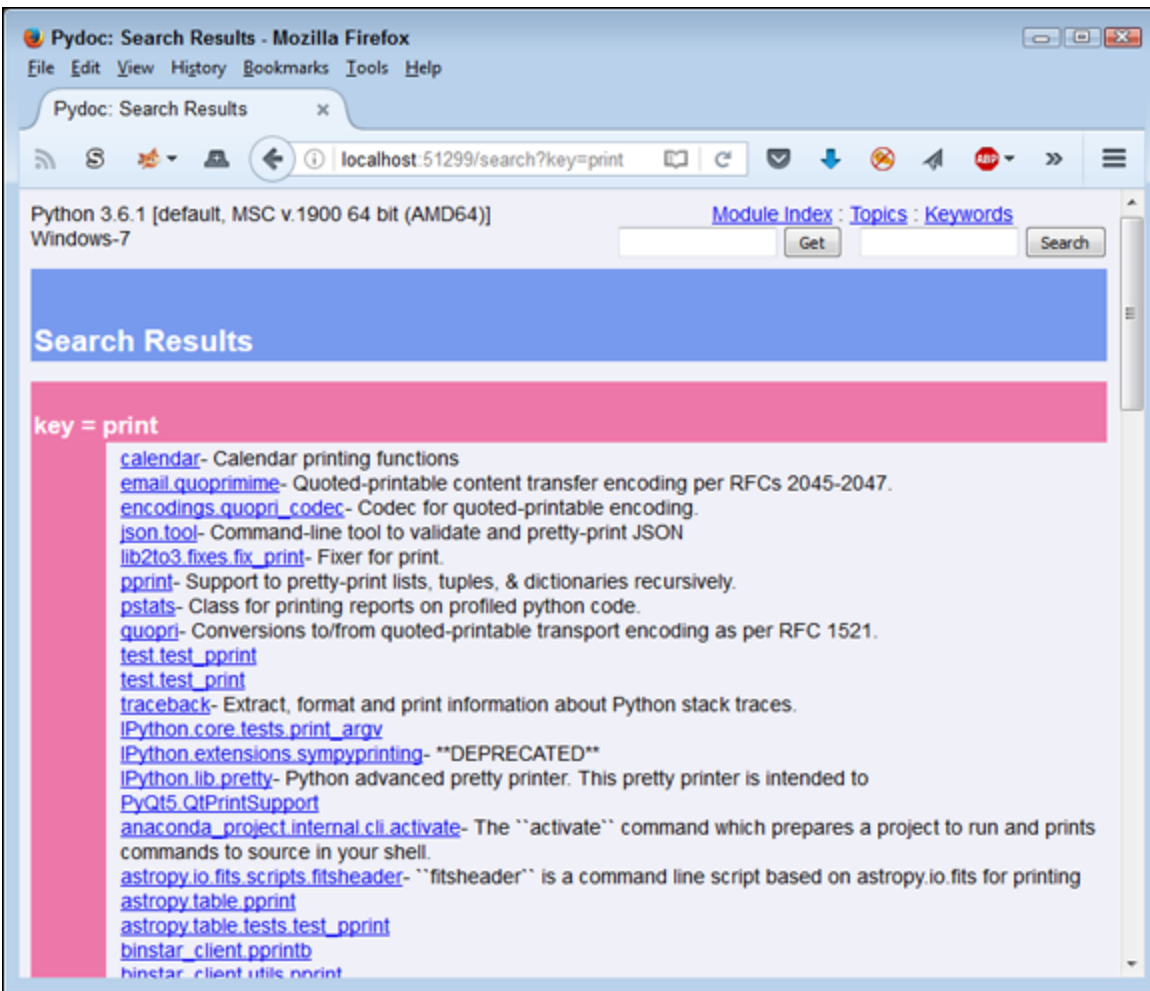 Pydoc: Search Results - Mozilla Firefox
File Edit View History Bookmarks Tools Help
Pydoc: Search Results
localhost:51299/search?key=print
ABP
Python 3.6.1 [default, MSC v.1900 64 bit (AMD64)]
Windows-7
Module Index : Topics : Keywords
Get Search
Search Results
key = print
calendar- Calendar printing functions
email.quoprimime- Quoted-printable content transfer encoding per RFCs 2045-2047.
encodings.quopri_codec- Codec for quoted-printable encoding.
json.tool- Command-line tool to validate and pretty-print JSON
lib2to3.fixes.fix_print- Fixer for print.
pprint- Support to pretty-print lists, tuples, & dictionaries recursively.
pstats- Class for printing reports on profiled python code.
quopri- Conversions to/from quoted-printable transport encoding as per RFC 1521.
test.test_pprint
test.test_print
traceback- Extract, format and print information about Python stack traces.
IPython.core.tests.print_argv
IPython.extensions.sympyprinting- **DEPRECATED**
IPython.lib.pretty- Python advanced pretty printer. This pretty printer is intended to
PyQt5.QtPrintSupport
anaconda_project.internal.cli.activate- The ``activate`` command which prepares a project to run and prints
commands to source in your shell.
astropy.io.fits.scripts.fitsheader- ``fitsheader`` is a command line script based on astropy.io.fits for printing
astropy.table.pprint
astropy.table.tests.test_pprint
binstar_client.pprintb
binstar_client.utils.pprint